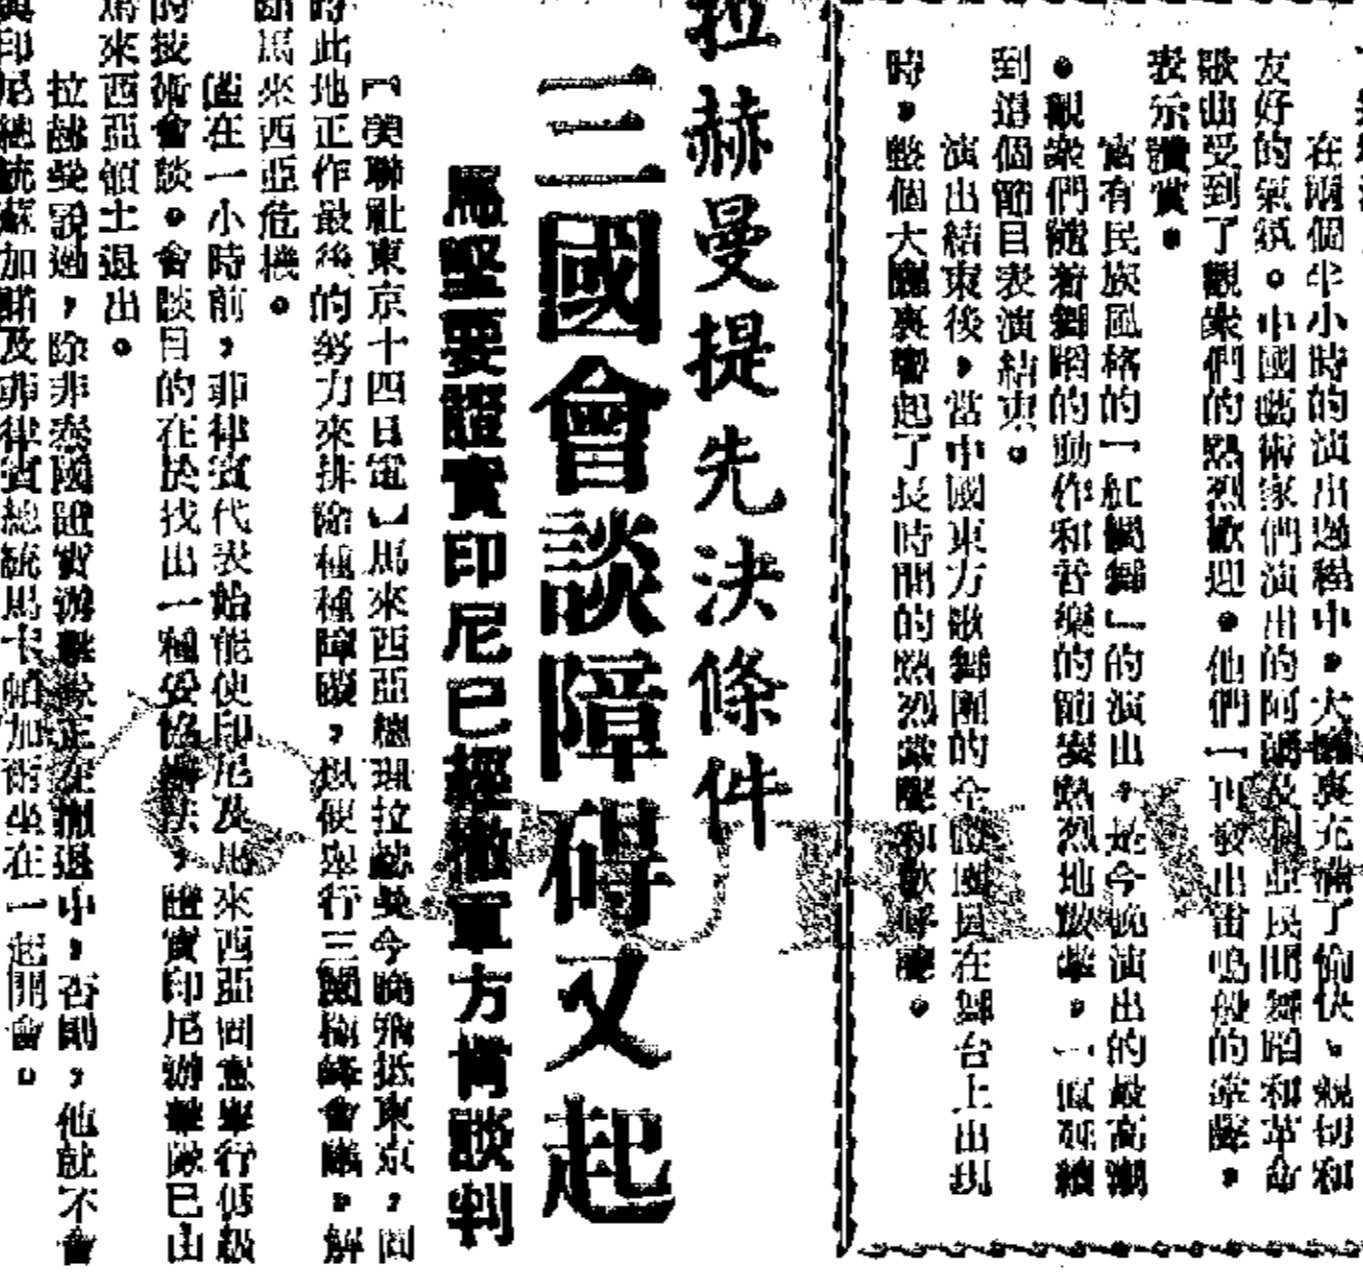 在兩個半小時的演出過程中，大廳裏充滿了愉快、親切和
友好的氣氛。中國藝術家們演出的阿爾及利亞民間舞蹈和革命
歌曲受到了觀衆們的熱烈歡迎。他們一再發出雷鳴般的掌聲，
表示讚賞。
富有民族風格的「紅綢舞」的演出，是今晚演出的最高潮
。觀衆們隨着舞蹈的動作和音樂的節奏熱烈地鼓掌，一直延續
到這個節目表演結束。
演出結束後，當中國東方歌舞團的全體演員在舞台上出現
時，整個大廳裏響起了長時間的熱烈掌聲和歡呼聲。
拉赫曼提先決條件
三國會談障碍又起
馬堅要證實印尼已經撤軍方肯談判
【美聯社東京十四日電】馬來西亞總理拉赫曼今晚飛抵東京，同
時此地正作最後的努力來排除種種障礙，以便舉行三國高峰會議，解
馬來西亞危機。
在一小時前，菲律賓代表始能使印尼及馬來西亞同意舉行低級
的技術會談。會談目的在於找出一種妥協辦法，證實印尼游擊隊已由
馬來西亞領土退出。
拉赫曼說過，除非泰國證實游擊隊正在撤退中，否則，他就不會
與印尼總統蘇加諾及菲律賓總統馬卡帕加爾坐在一起開會。